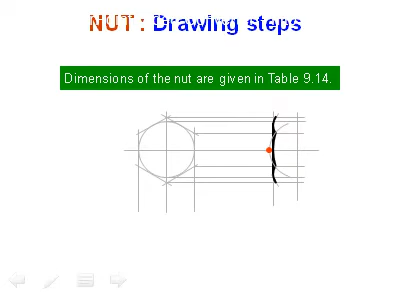 NUT : Drawing steps
Dimensions of the nut are given in Table 9.14.